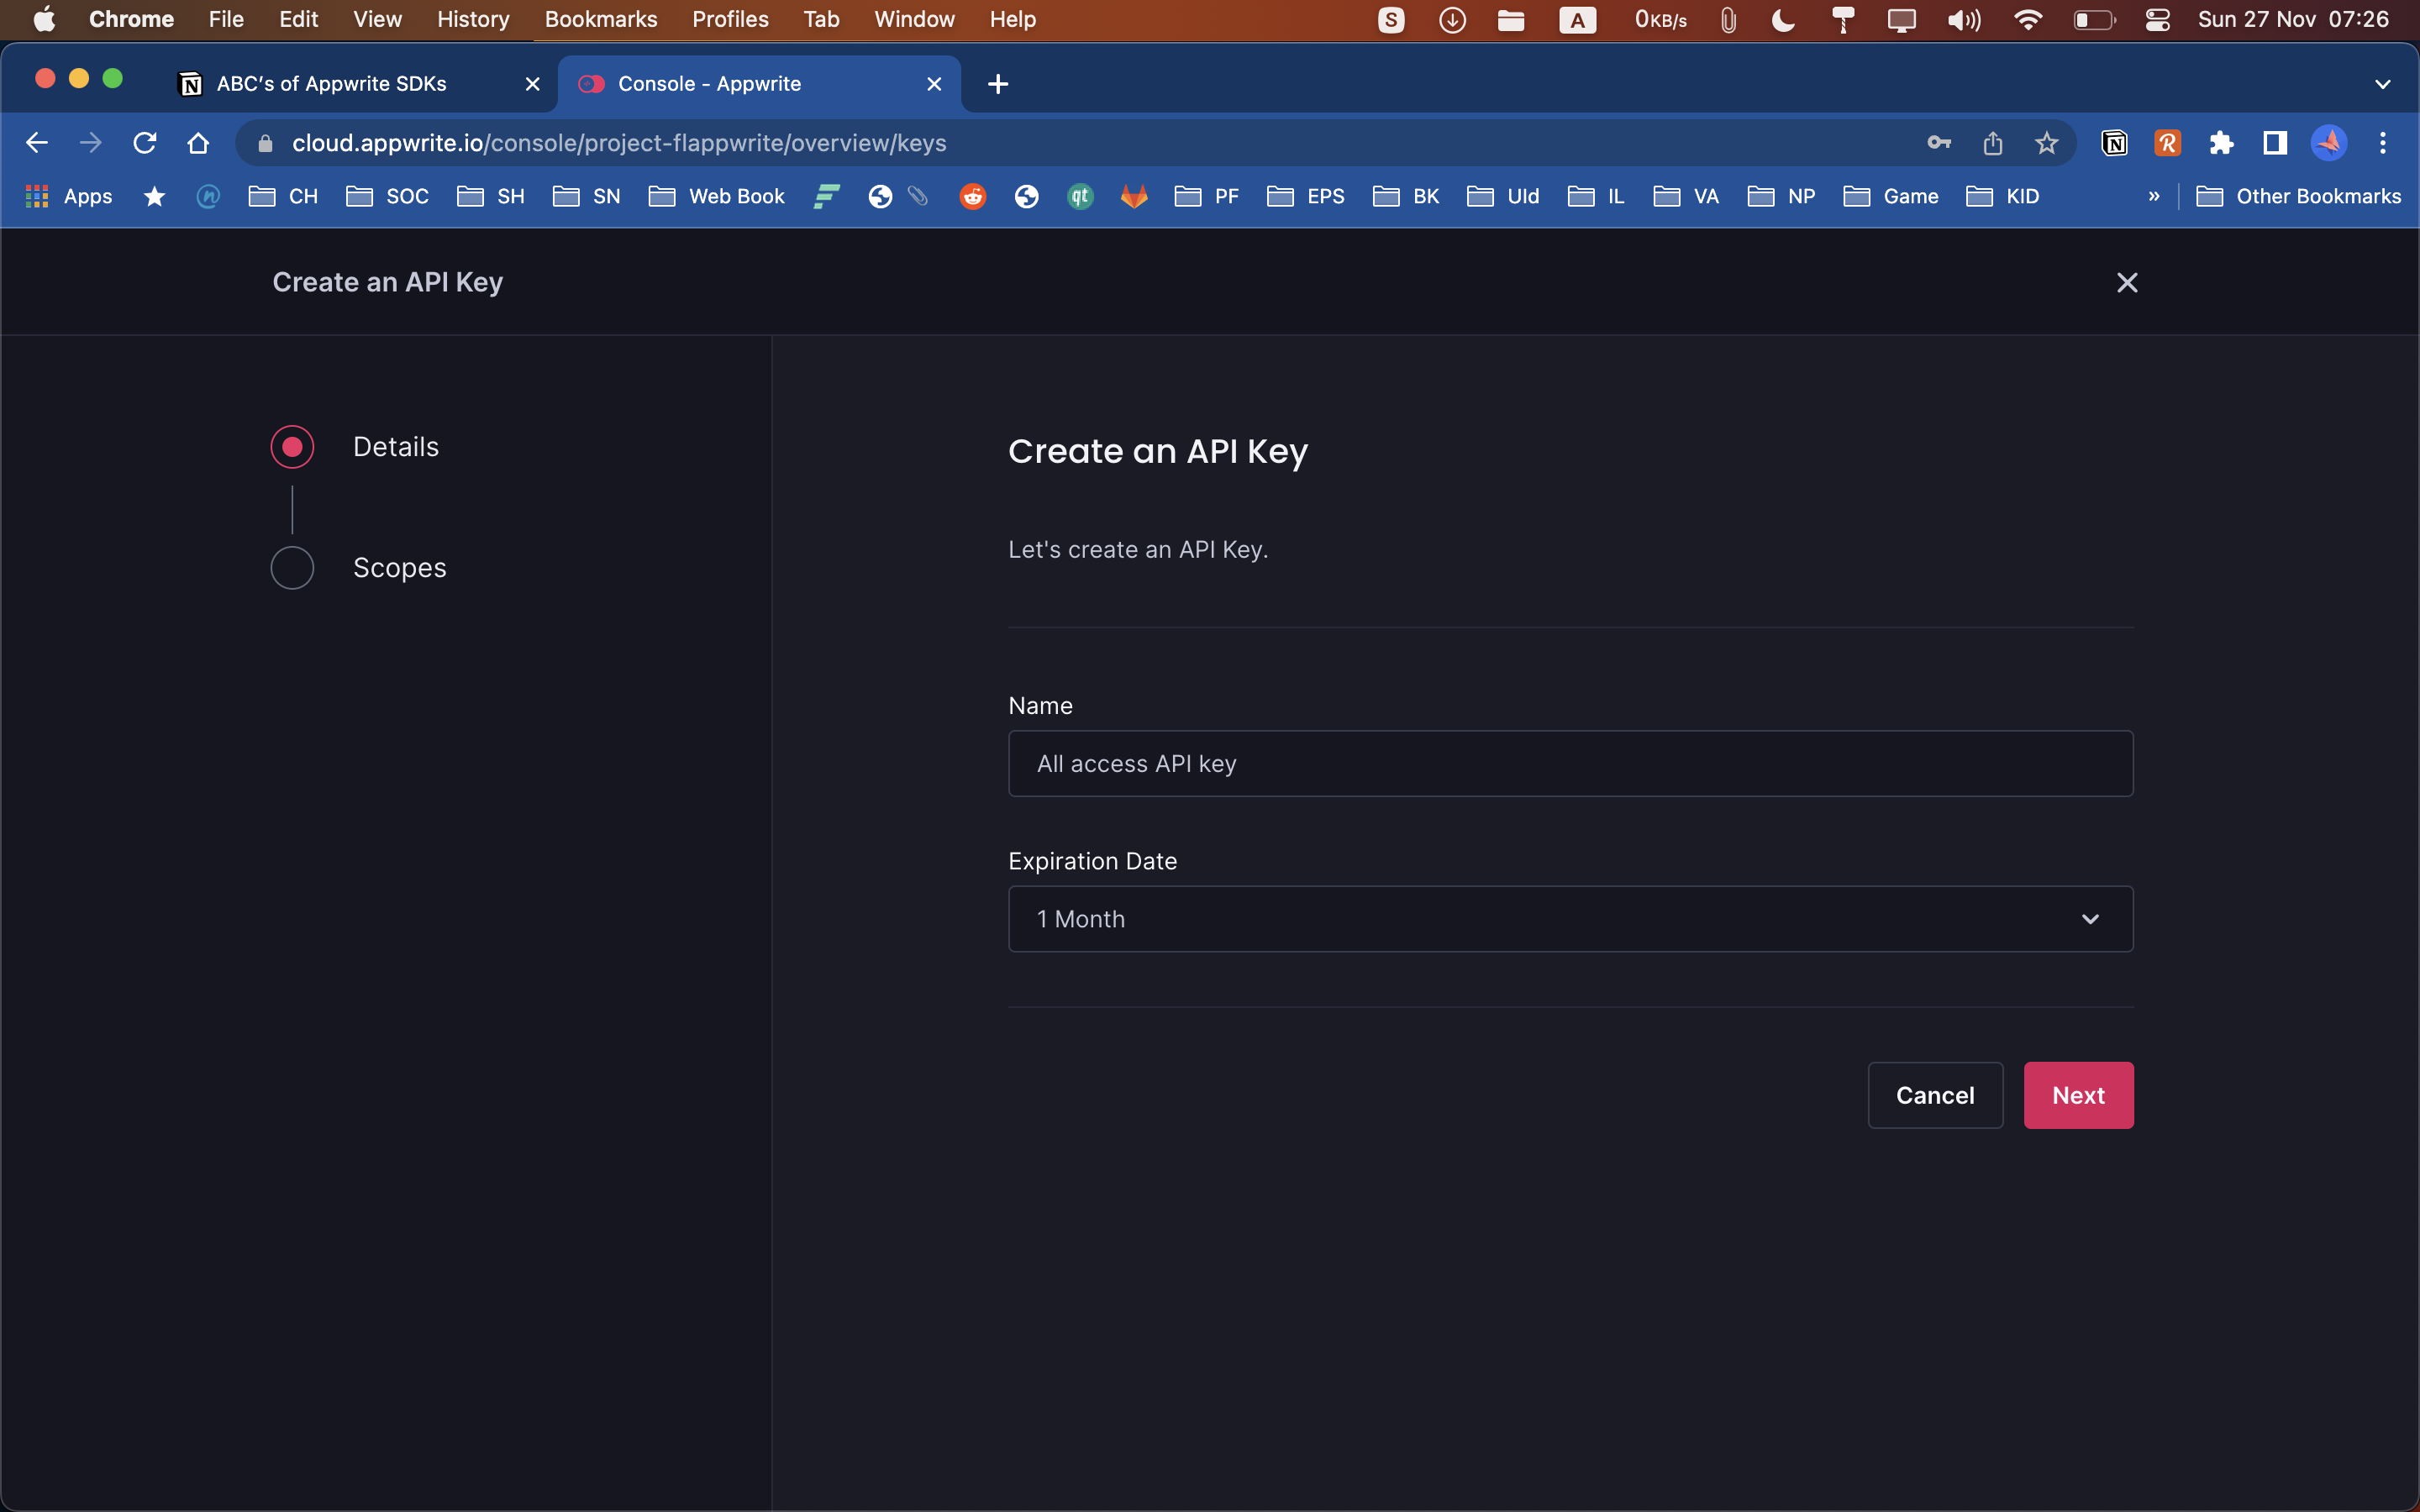 Chrome File Edit View History Bookmarks Profiles Tab Window Help S A 0KB/s Sun 27 Nov 07:26
ABC's of Appwrite SDKs Console - Appwrite
cloud.appwrite.io/console/project-flappwrite/overview/keys
Apps CH SOC SH SN Web Book qt PF EPS BK UId IL VA NP Game KID » Other Bookmarks
Create an API Key
Details
Scopes
Create an API Key
Let's create an API Key.
Name
All access API key
Expiration Date
1 Month
Cancel Next